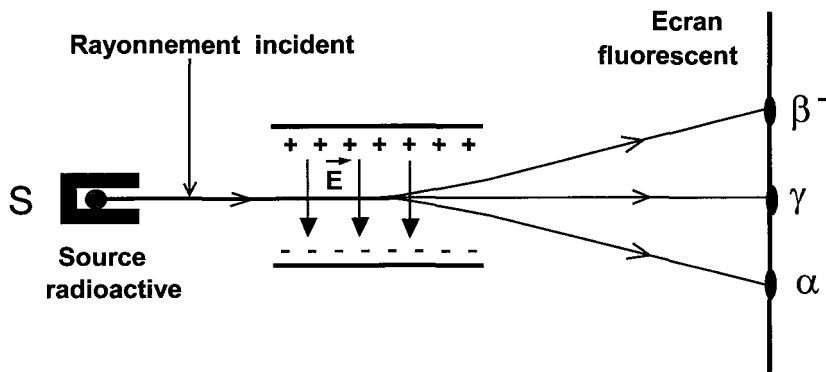 Ecran
fluorescent
Rayonnement incident
β⁻
+ + + + + + +
E
S
γ
- - - - - - - -
Source
radioactive
α